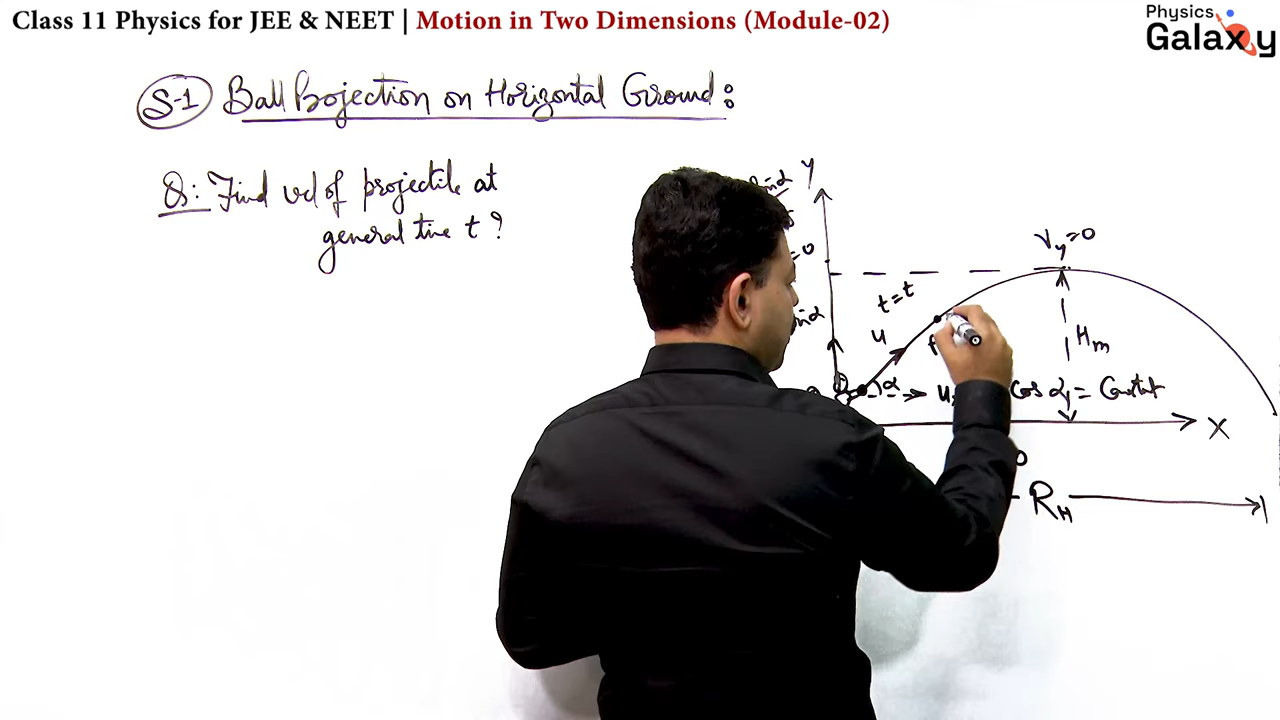 Class 11 Physics for JEE & NEET | Motion in Two Dimensions (Module-02)
Physics
Galaxy
S-1 Ball Projection on Horizontal Ground:
Q: Find vel of projectile at
general time t?
Y
Vy=0
=0
t=t
u
Hm
α
Cos α = Constant
X
RH